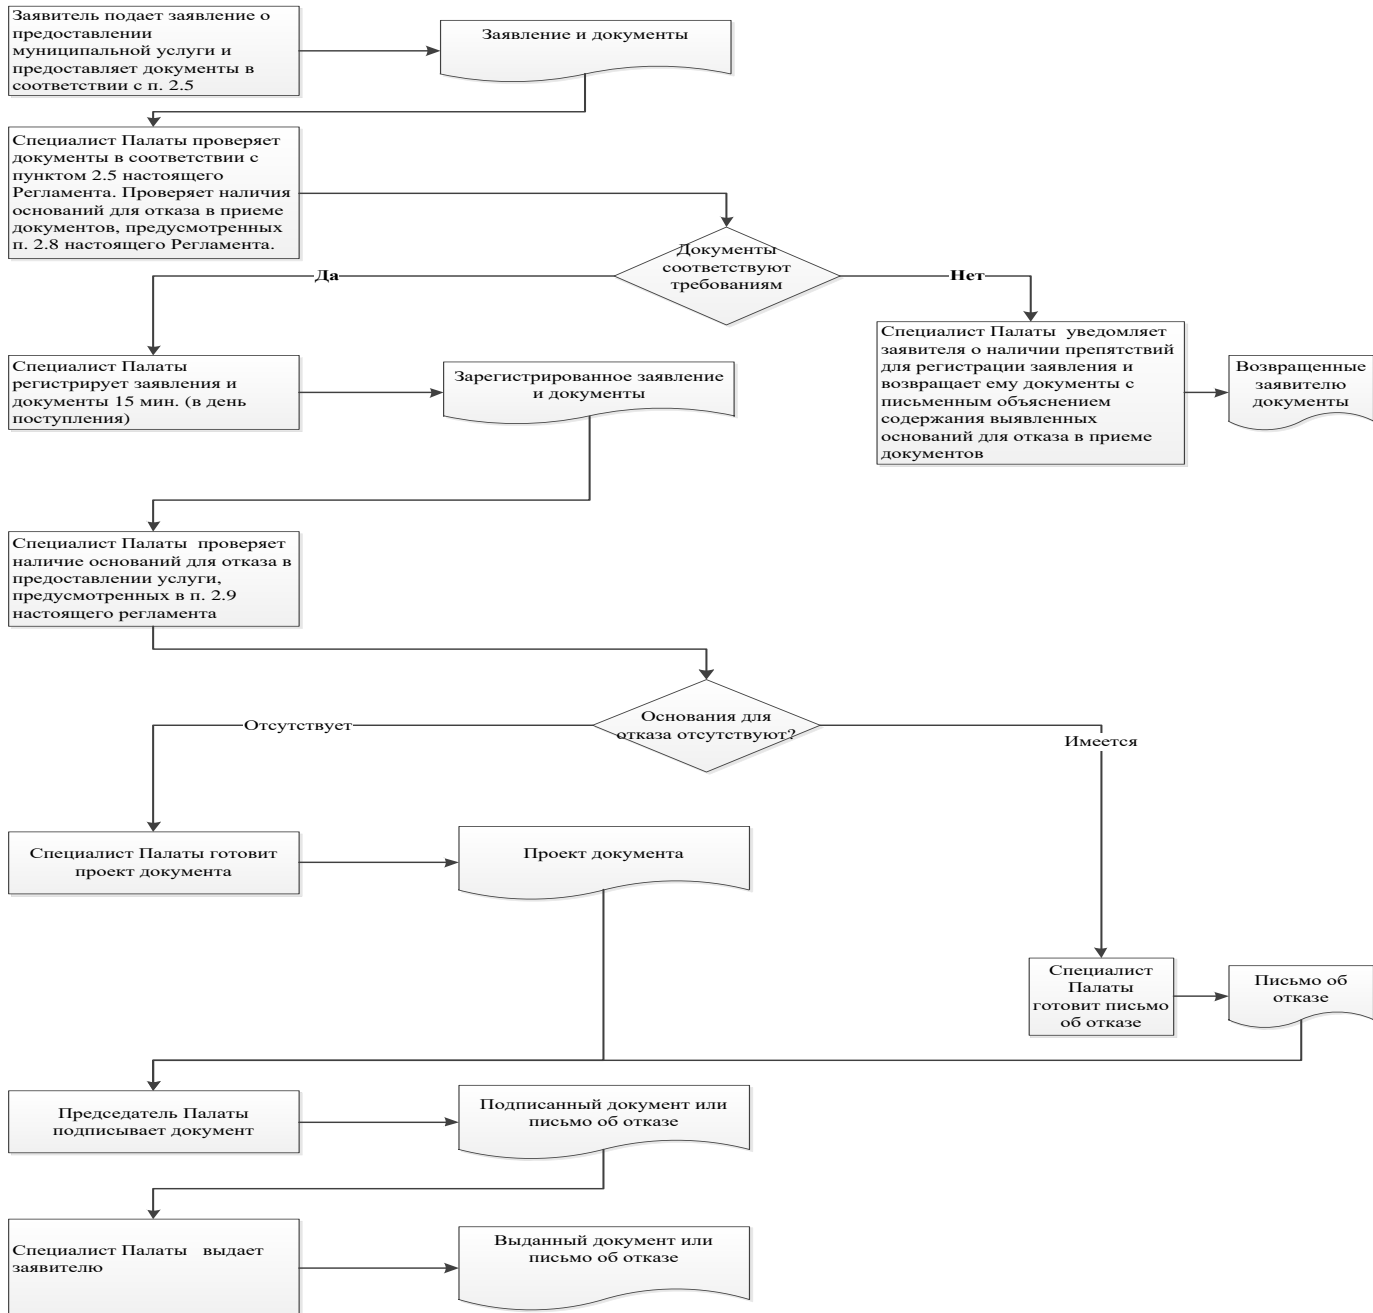 Заявитель подает заявление о
предоставлении
муниципальной услуги и
предоставляет документы в
соответствии с п. 2.5
Заявление и документы
Специалист Палаты проверяет
документы в соответствии с
пунктом 2.5 настоящего
Регламента. Проверяет наличия
оснований для отказа в приеме
документов, предусмотренных
п. 2.8 настоящего Регламента.
Документы
соответствуют
требованиям
Да
Нет
Специалист Палаты
регистрирует заявления и
документы 15 мин. (в день
поступления)
Зарегистрированное заявление
и документы
Специалист Палаты уведомляет
заявителя о наличии препятствий
для регистрации заявления и
возвращает ему документы с
письменным объяснением
содержания выявленных
оснований для отказа в приеме
документов
Возвращенные
заявителю
документы
Специалист Палаты проверяет
наличие оснований для отказа в
предоставлении услуги,
предусмотренных в п. 2.9
настоящего регламента
Основания для
отказа отсутствуют?
Отсутствует
Имеется
Специалист Палаты готовит
проект документа
Проект документа
Специалист
Палаты
готовит письмо
об отказе
Письмо об
отказе
Председатель Палаты
подписывает документ
Подписанный документ или
письмо об отказе
Специалист Палаты выдает
заявителю
Выданный документ или
письмо об отказе